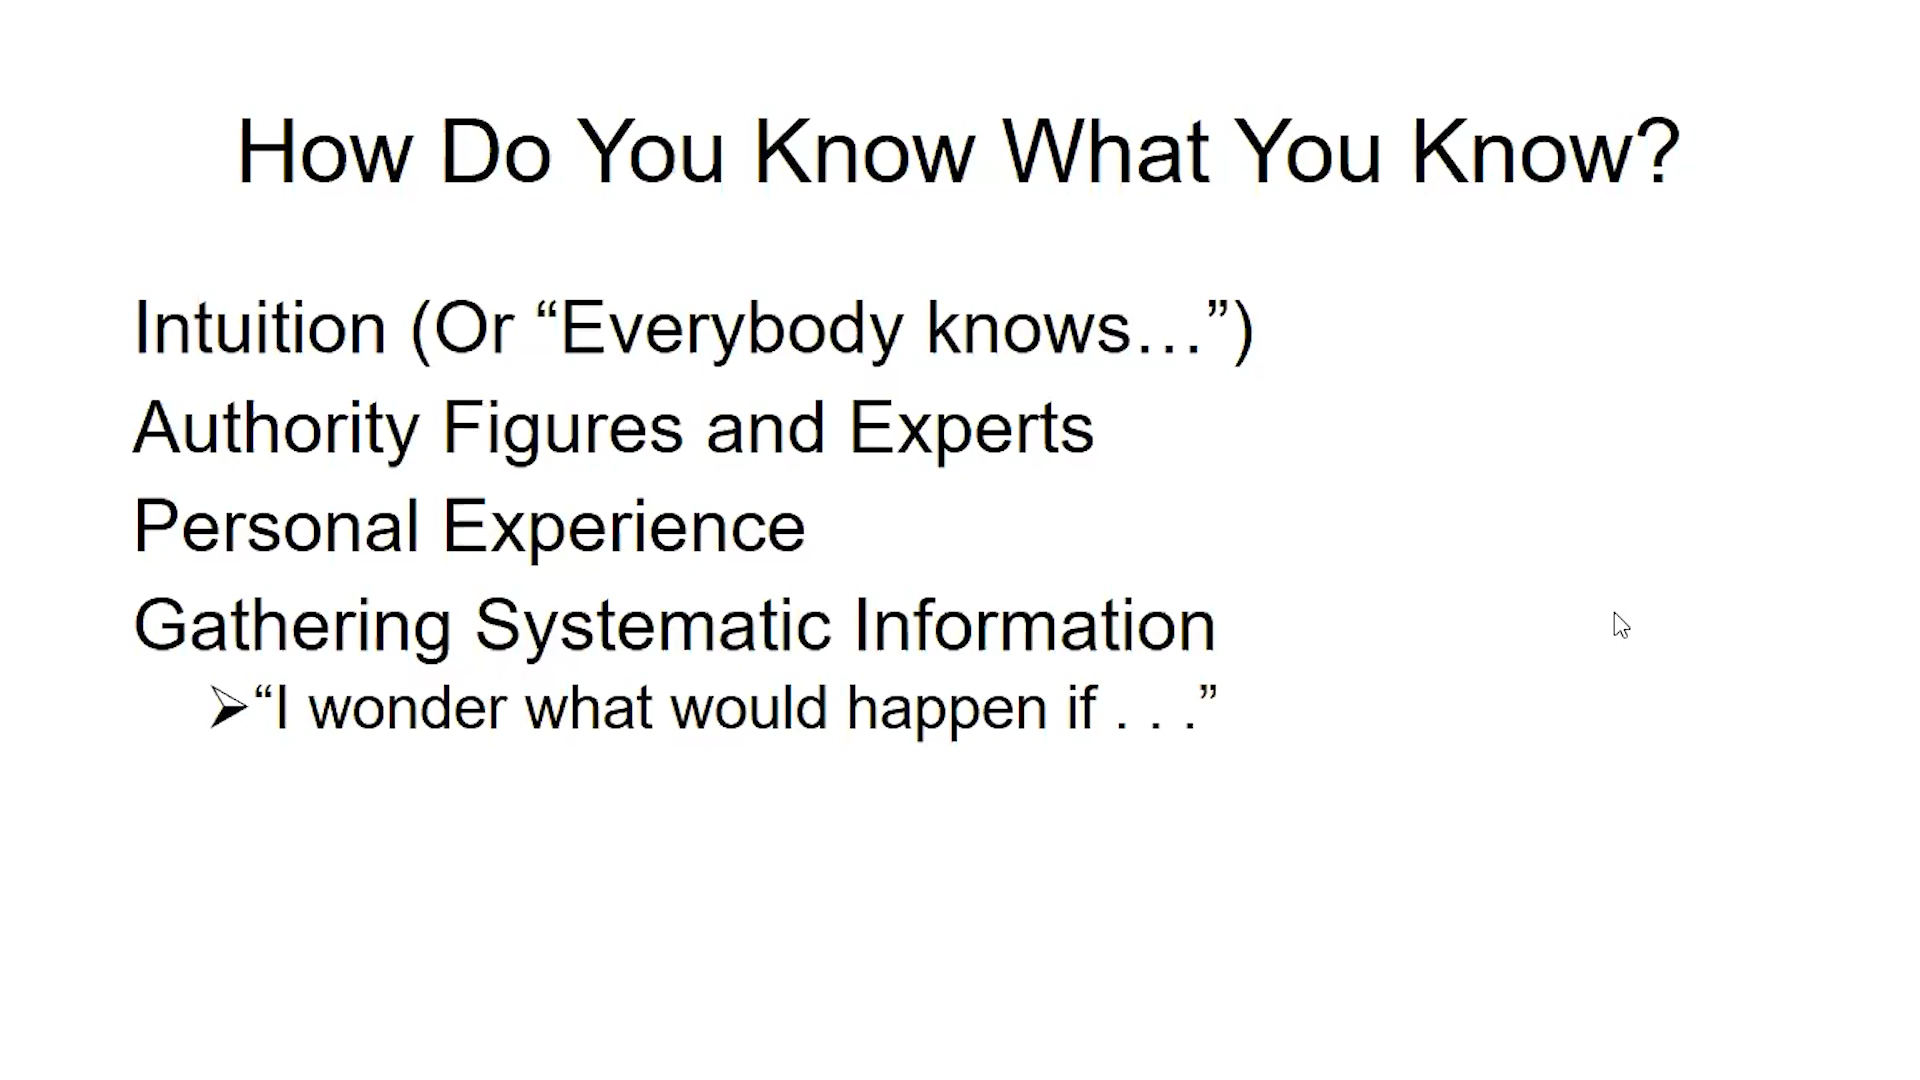 How Do You Know What You Know?
Intuition (Or “Everybody knows…”)
Authority Figures and Experts
Personal Experience
Gathering Systematic Information
➢“I wonder what would happen if . . .”